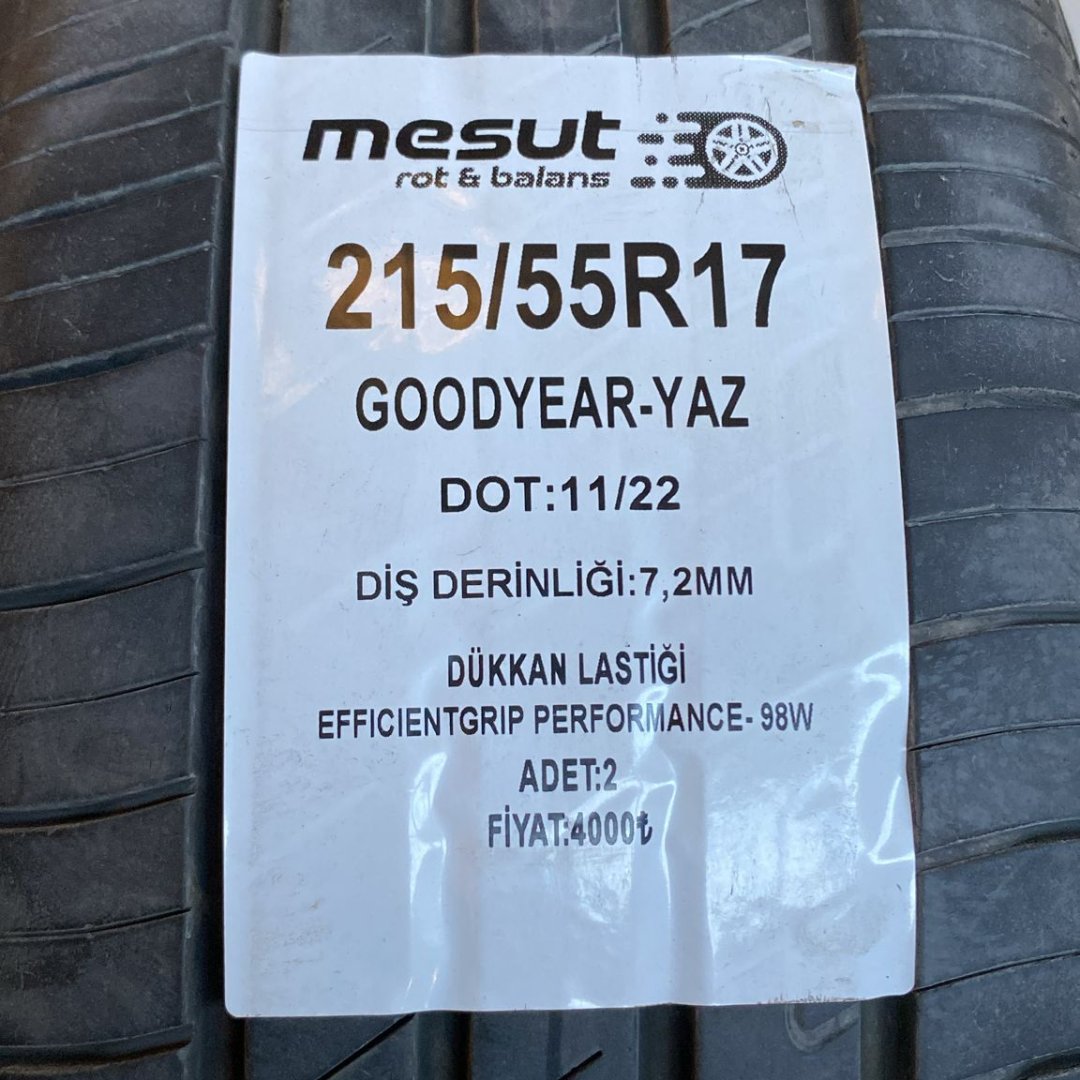 mesut
rot & balans
215/55R17
GOODYEAR-YAZ
DOT:11/22
DİŞ DERİNLİĞİ:7,2MM
DÜKKAN LASTİĞİ
EFFICIENTGRIP PERFORMANCE- 98W
ADET:2
FİYAT:4000₺